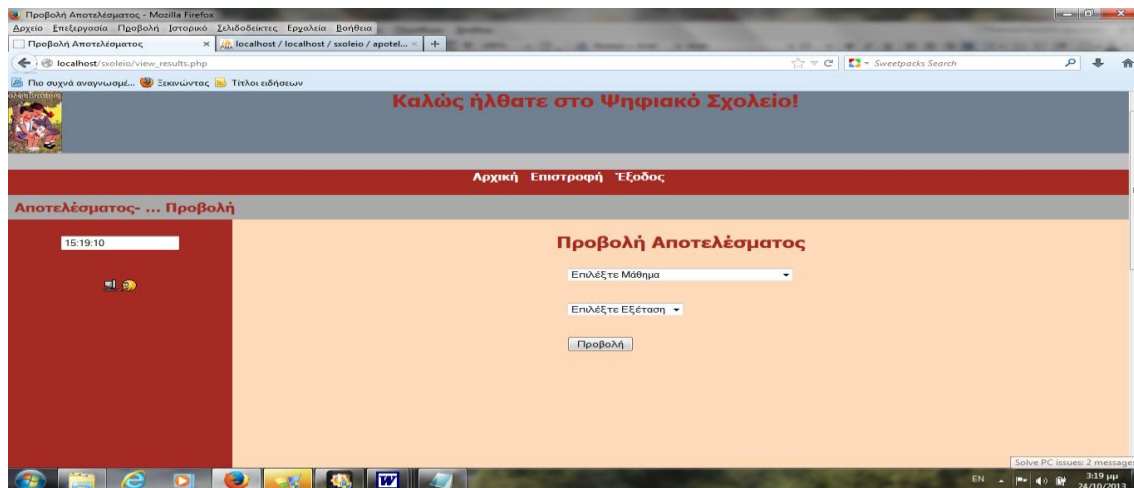 Προβολή Αποτελέσματος - Mozilla Firefox
Αρχείο Επεξεργασία Προβολή Ιστορικό Σελιδοδείκτες Εργαλεία Βοήθεια
Προβολή Αποτελέσματος × localhost / localhost / sxoleio / apotel... × +
localhost/sxoleio/view_results.php Sweetpacks Search
Πιο συχνά αναγνωσμέ... Ξεκινώντας Τίτλοι ειδήσεων
Καλώς ήλθατε στο Ψηφιακό Σχολείο!
Αρχική Επιστροφή Έξοδος
Αποτελέσματος- ... Προβολή
15:19:10
Προβολή Αποτελέσματος
Επιλέξτε Μάθημα
Επιλέξτε Εξέταση
Προβολή
Solve PC issues: 2 messages
EN 3:19 μμ
24/10/2013